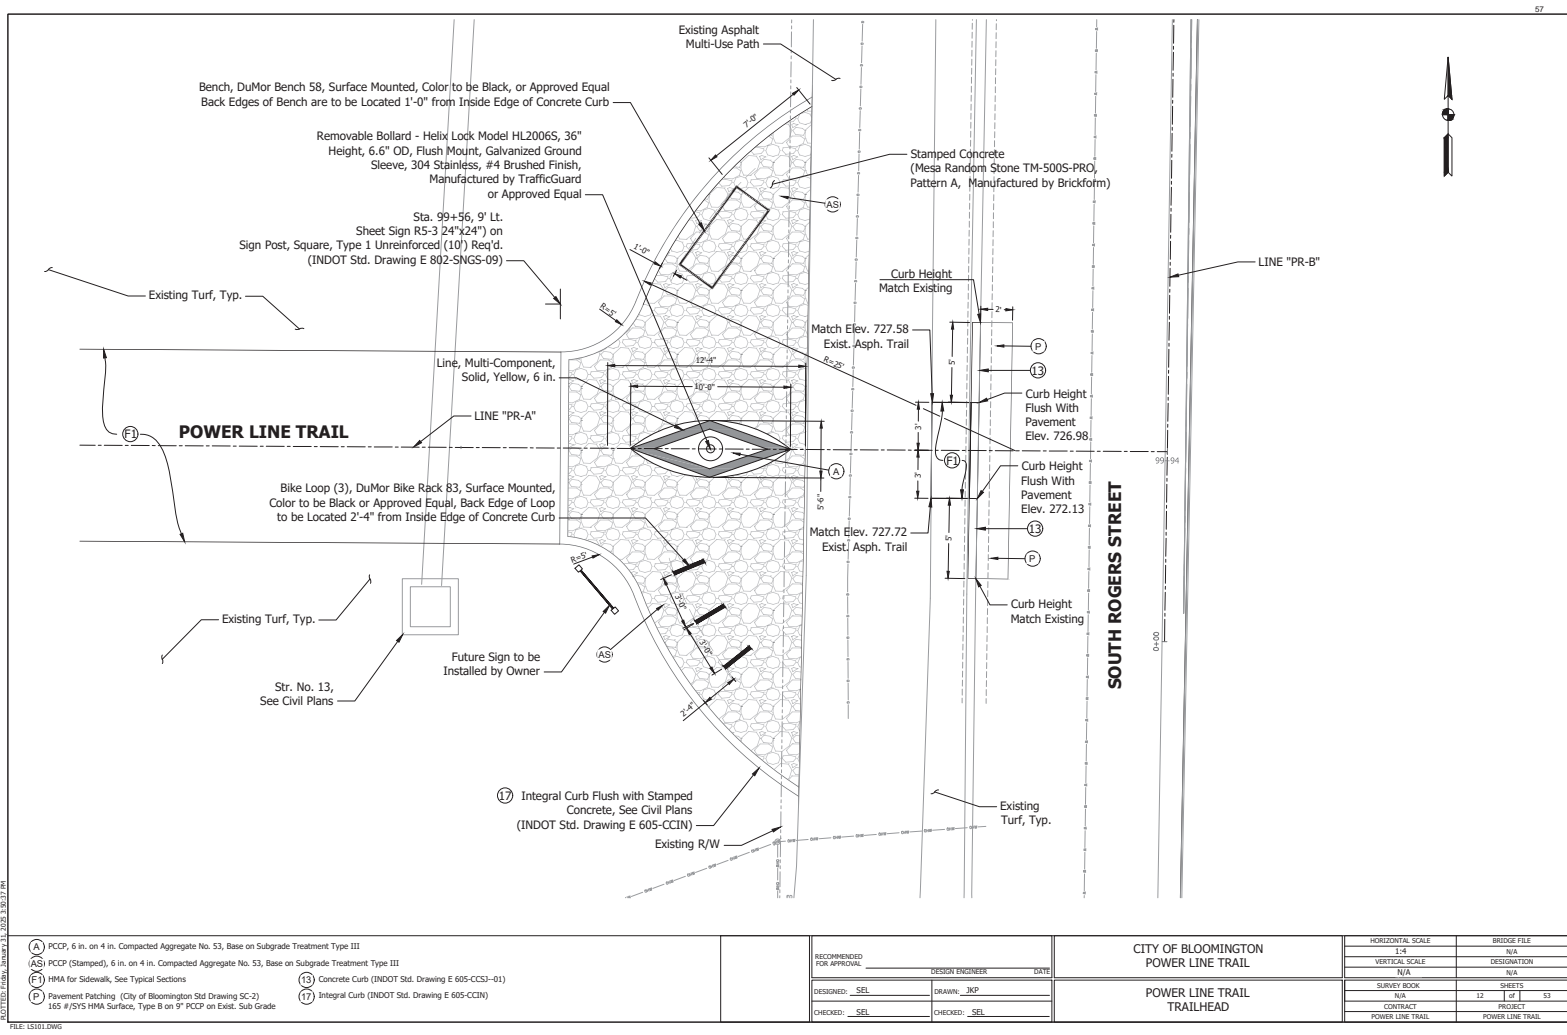 57
Existing Asphalt
Multi-Use Path
Bench, DuMor Bench 58, Surface Mounted, Color to be Black, or Approved Equal
Back Edges of Bench are to be Located 1'-0" from Inside Edge of Concrete Curb
7'-0"
Removable Bollard - Helix Lock Model HL2006S, 36"
Height, 6.6" OD, Flush Mount, Galvanized Ground
Sleeve, 304 Stainless, #4 Brushed Finish,
Manufactured by TrafficGuard
or Approved Equal
Stamped Concrete
(Mesa Random Stone TM-500S-PRO,
Pattern A, Manufactured by Brickform)
AS
Sta. 99+56, 9' Lt.
Sheet Sign R5-3 24"x24") on
Sign Post, Square, Type 1 Unreinforced (10') Req'd.
(INDOT Std. Drawing E 802-SNGS-09)
1'-0"
LINE "PR-B"
Curb Height
Match Existing
Existing Turf, Typ.
R=5'
2'
Match Elev. 727.58
Exist. Asph. Trail
P
5'
13
R=25'
Line, Multi-Component,
Solid, Yellow, 6 in.
12'-4"
10'-0"
Curb Height
Flush With
Pavement
Elev. 726.98
LINE "PR-A"
F1
POWER LINE TRAIL
3'
99+94
A
F1
3'
Curb Height
Flush With
Pavement
Elev. 272.13
5'-6"
Bike Loop (3), DuMor Bike Rack 83, Surface Mounted,
Color to be Black or Approved Equal, Back Edge of Loop
to be Located 2'-4" from Inside Edge of Concrete Curb
Match Elev. 727.72
Exist. Asph. Trail
13
5'
P
R=5'
SOUTH ROGERS STREET
3'-0"
Curb Height
Match Existing
Existing Turf, Typ.
3'-0"
0+00
AS
Future Sign to be
Installed by Owner
Str. No. 13,
See Civil Plans
2'-4"
17
Integral Curb Flush with Stamped
Concrete, See Civil Plans
(INDOT Std. Drawing E 605-CCIN)
Existing
Turf, Typ.
Existing R/W
A PCCP, 6 in. on 4 in. Compacted Aggregate No. 53, Base on Subgrade Treatment Type III
AS PCCP (Stamped), 6 in. on 4 in. Compacted Aggregate No. 53, Base on Subgrade Treatment Type III
F1 HMA for Sidewalk, See Typical Sections
P Pavement Patching (City of Bloomington Std Drawing SC-2)
165 #/SYS HMA Surface, Type B on 9" PCCP on Exist. Sub Grade
13 Concrete Curb (INDOT Std. Drawing E 605-CCSJ--01)
17 Integral Curb (INDOT Std. Drawing E 605-CCIN)
RECOMMENDED
FOR APPROVAL
DESIGN ENGINEER DATE
DESIGNED: SEL DRAWN: JKP
CHECKED: SEL CHECKED: SEL
CITY OF BLOOMINGTON
POWER LINE TRAIL
POWER LINE TRAIL
TRAILHEAD
HORIZONTAL SCALE BRIDGE FILE
1:4 N/A
VERTICAL SCALE DESIGNATION
N/A N/A
SURVEY BOOK SHEETS
N/A 12 of 53
CONTRACT PROJECT
POWER LINE TRAIL POWER LINE TRAIL
PLOTTED: Friday, January 31, 2025 3:50:37 PM
FILE: LS101.DWG